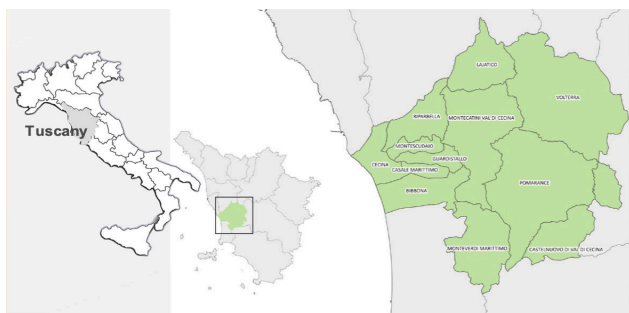 Tuscany
LAJATICO
VOLTERRA
RIPARBELLA
MONTECATINI VAL DI CECINA
MONTESCUDAIO
GUARDISTALLO
CECINA
CASALE MARITTIMO
POMARANCE
BIBBONA
MONTEVERDI MARITTIMO
CASTELNUOVO DI VAL DI CECINA